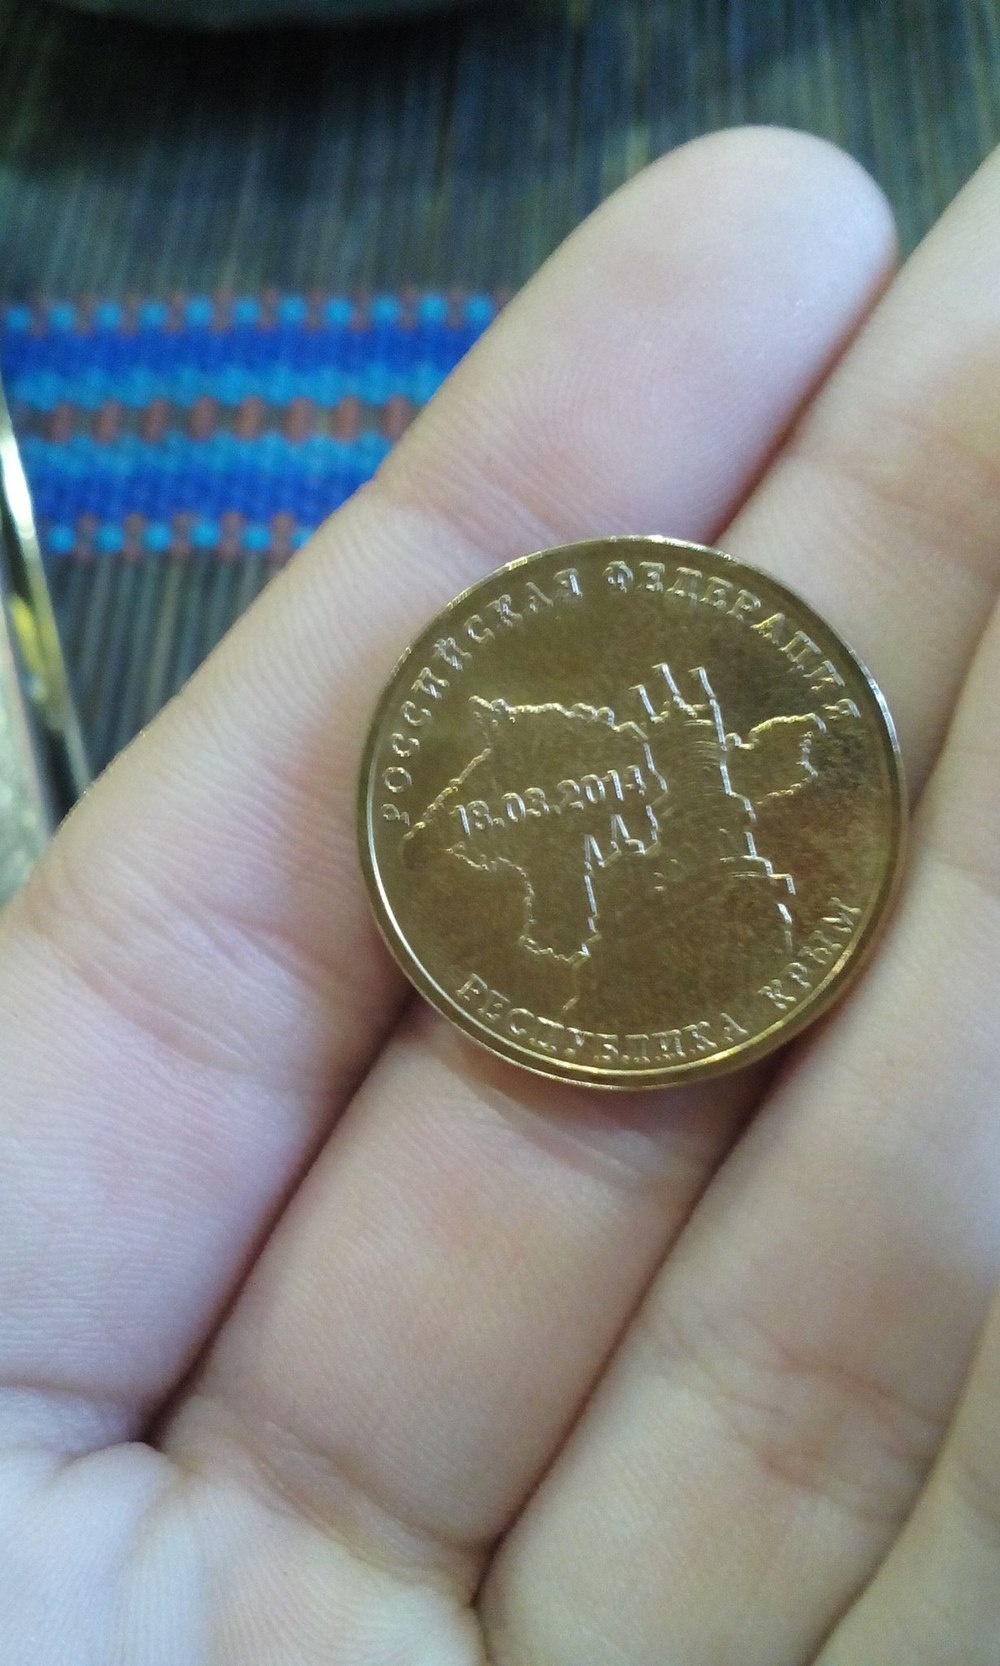 РОССИЙСКАЯ ФЕДЕРАЦИЯ
18.03.2014
РЕСПУБЛИКА КРЫМ